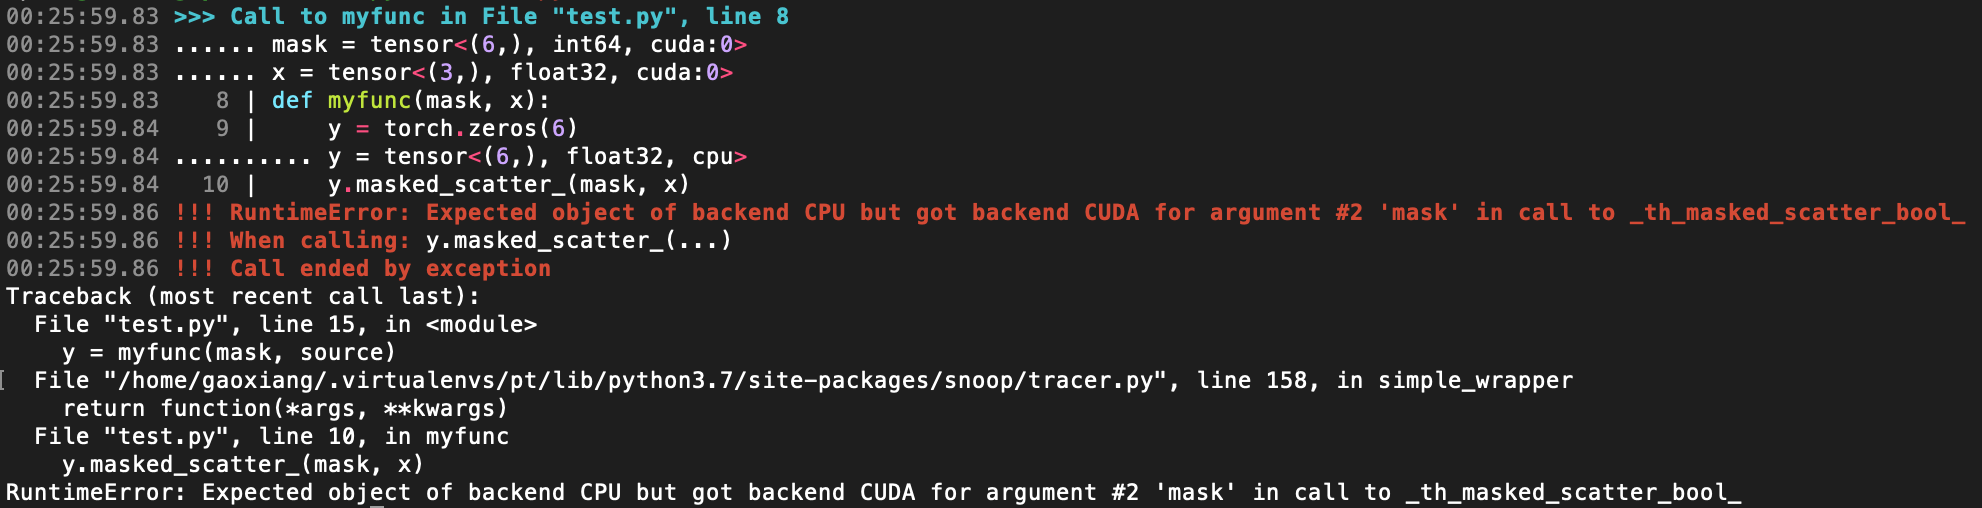 00:25:59.83 >>> Call to myfunc in File "test.py", line 8
00:25:59.83 ...... mask = tensor<(6,), int64, cuda:0>
00:25:59.83 ...... x = tensor<(3,), float32, cuda:0>
00:25:59.83    8 | def myfunc(mask, x):
00:25:59.84    9 |     y = torch.zeros(6)
00:25:59.84 .......... y = tensor<(6,), float32, cpu>
00:25:59.84   10 |     y.masked_scatter_(mask, x)
00:25:59.86 !!! RuntimeError: Expected object of backend CPU but got backend CUDA for argument #2 'mask' in call to _th_masked_scatter_bool_
00:25:59.86 !!! When calling: y.masked_scatter_(...)
00:25:59.86 !!! Call ended by exception
Traceback (most recent call last):
  File "test.py", line 15, in <module>
    y = myfunc(mask, source)
  File "/home/gaoxiang/.virtualenvs/pt/lib/python3.7/site-packages/snoop/tracer.py", line 158, in simple_wrapper
    return function(*args, **kwargs)
  File "test.py", line 10, in myfunc
    y.masked_scatter_(mask, x)
RuntimeError: Expected object of backend CPU but got backend CUDA for argument #2 'mask' in call to _th_masked_scatter_bool_